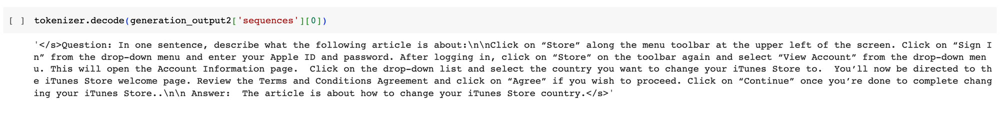 [ ] tokenizer.decode(generation_output2['sequences'][0])
'</s>Question: In one sentence, describe what the following article is about:\n\nClick on “Store” along the menu toolbar at the upper left of the screen. Click on “Sign I
n” from the drop-down menu and enter your Apple ID and password. After logging in, click on “Store” on the toolbar again and select “View Account” from the drop-down men
u. This will open the Account Information page.  Click on the drop-down list and select the country you want to change your iTunes Store to.  You’ll now be directed to th
e iTunes Store welcome page. Review the Terms and Conditions Agreement and click on “Agree” if you wish to proceed. Click on “Continue” once you’re done to complete chang
ing your iTunes Store..\n\n Answer:  The article is about how to change your iTunes Store country.</s>'